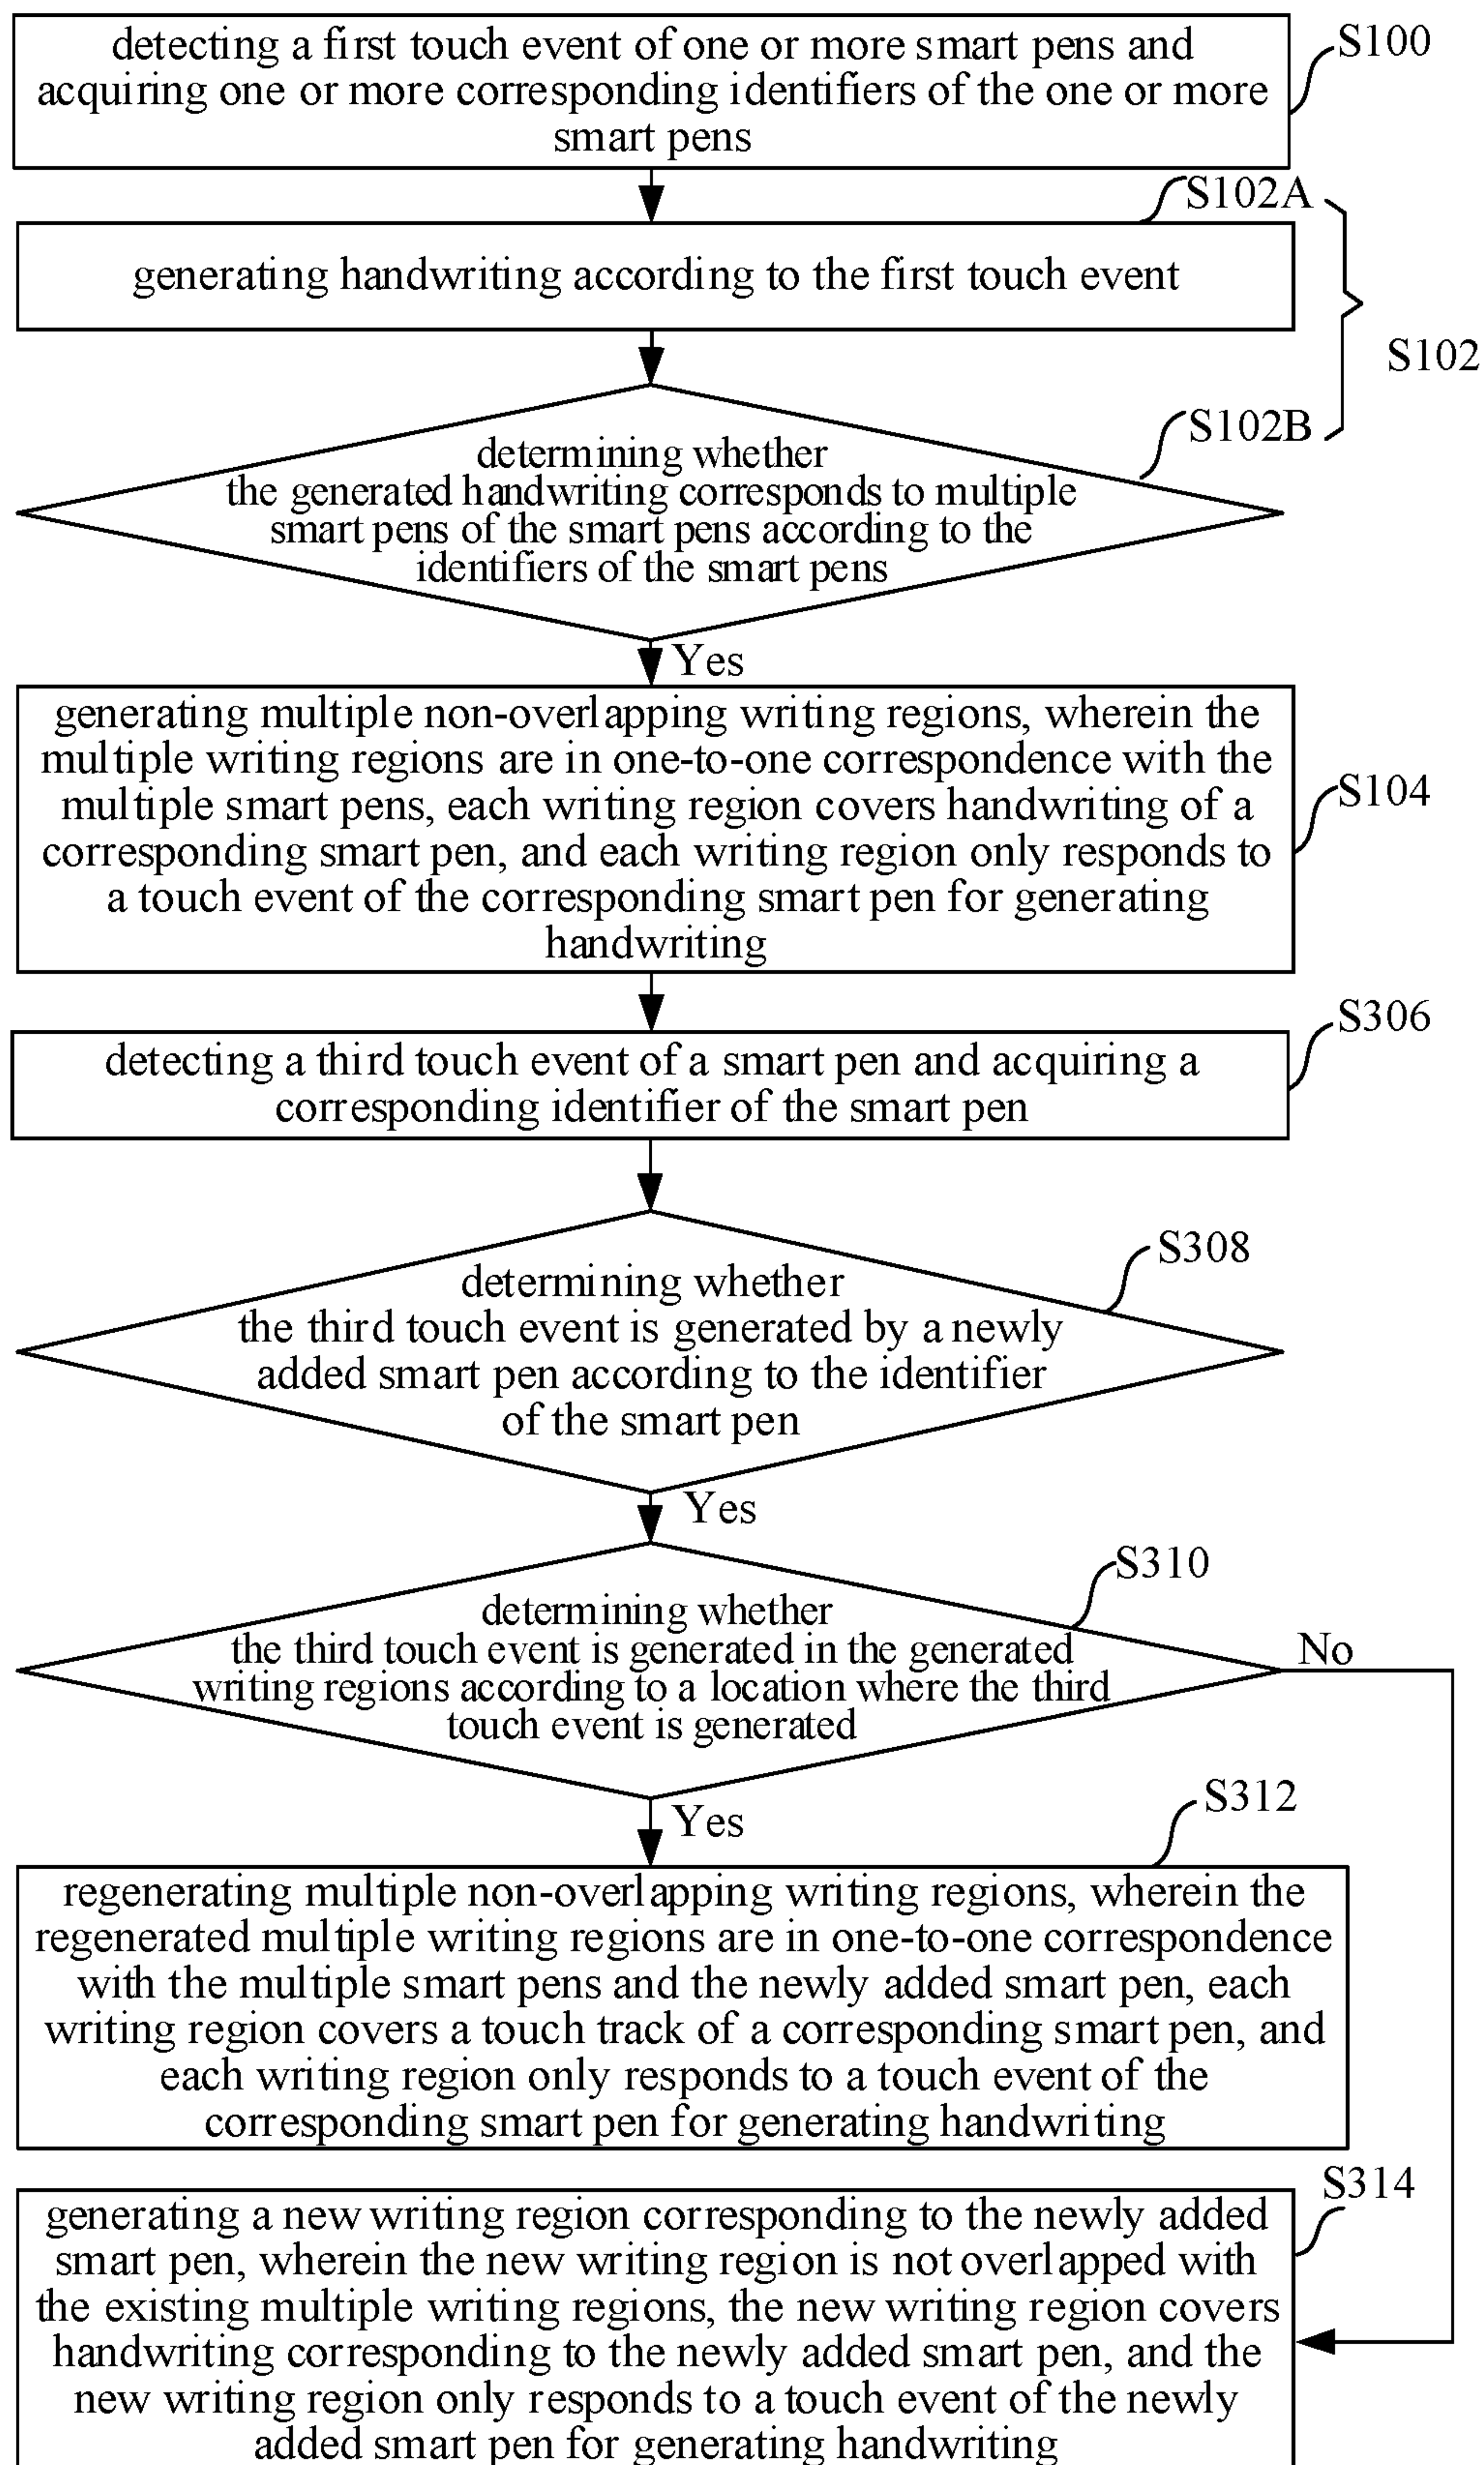 detecting a first touch event of one or more smart pens and
acquiring one or more corresponding identifiers of the one or more
smart pens
S100
S102A
generating handwriting according to the first touch event
S102
S102B
determining whether
the generated handwriting corresponds to multiple
smart pens of the smart pens according to the
identifiers of the smart pens
Yes
generating multiple non-overlapping writing regions, wherein the
multiple writing regions are in one-to-one correspondence with the
multiple smart pens, each writing region covers handwriting of a
corresponding smart pen, and each writing region only responds to
a touch event of the corresponding smart pen for generating
handwriting
S104
S306
detecting a third touch event of a smart pen and acquiring a
corresponding identifier of the smart pen
S308
determining whether
the third touch event is generated by a newly
added smart pen according to the identifier
of the smart pen
Yes
S310
determining whether
the third touch event is generated in the generated
writing regions according to a location where the third
touch event is generated
No
Yes
S312
regenerating multiple non-overlapping writing regions, wherein the
regenerated multiple writing regions are in one-to-one correspondence
with the multiple smart pens and the newly added smart pen, each
writing region covers a touch track of a corresponding smart pen, and
each writing region only responds to a touch event of the
corresponding smart pen for generating handwriting
S314
generating a new writing region corresponding to the newly added
smart pen, wherein the new writing region is not overlapped with
the existing multiple writing regions, the new writing region covers
handwriting corresponding to the newly added smart pen, and the
new writing region only responds to a touch event of the newly
added smart pen for generating handwriting